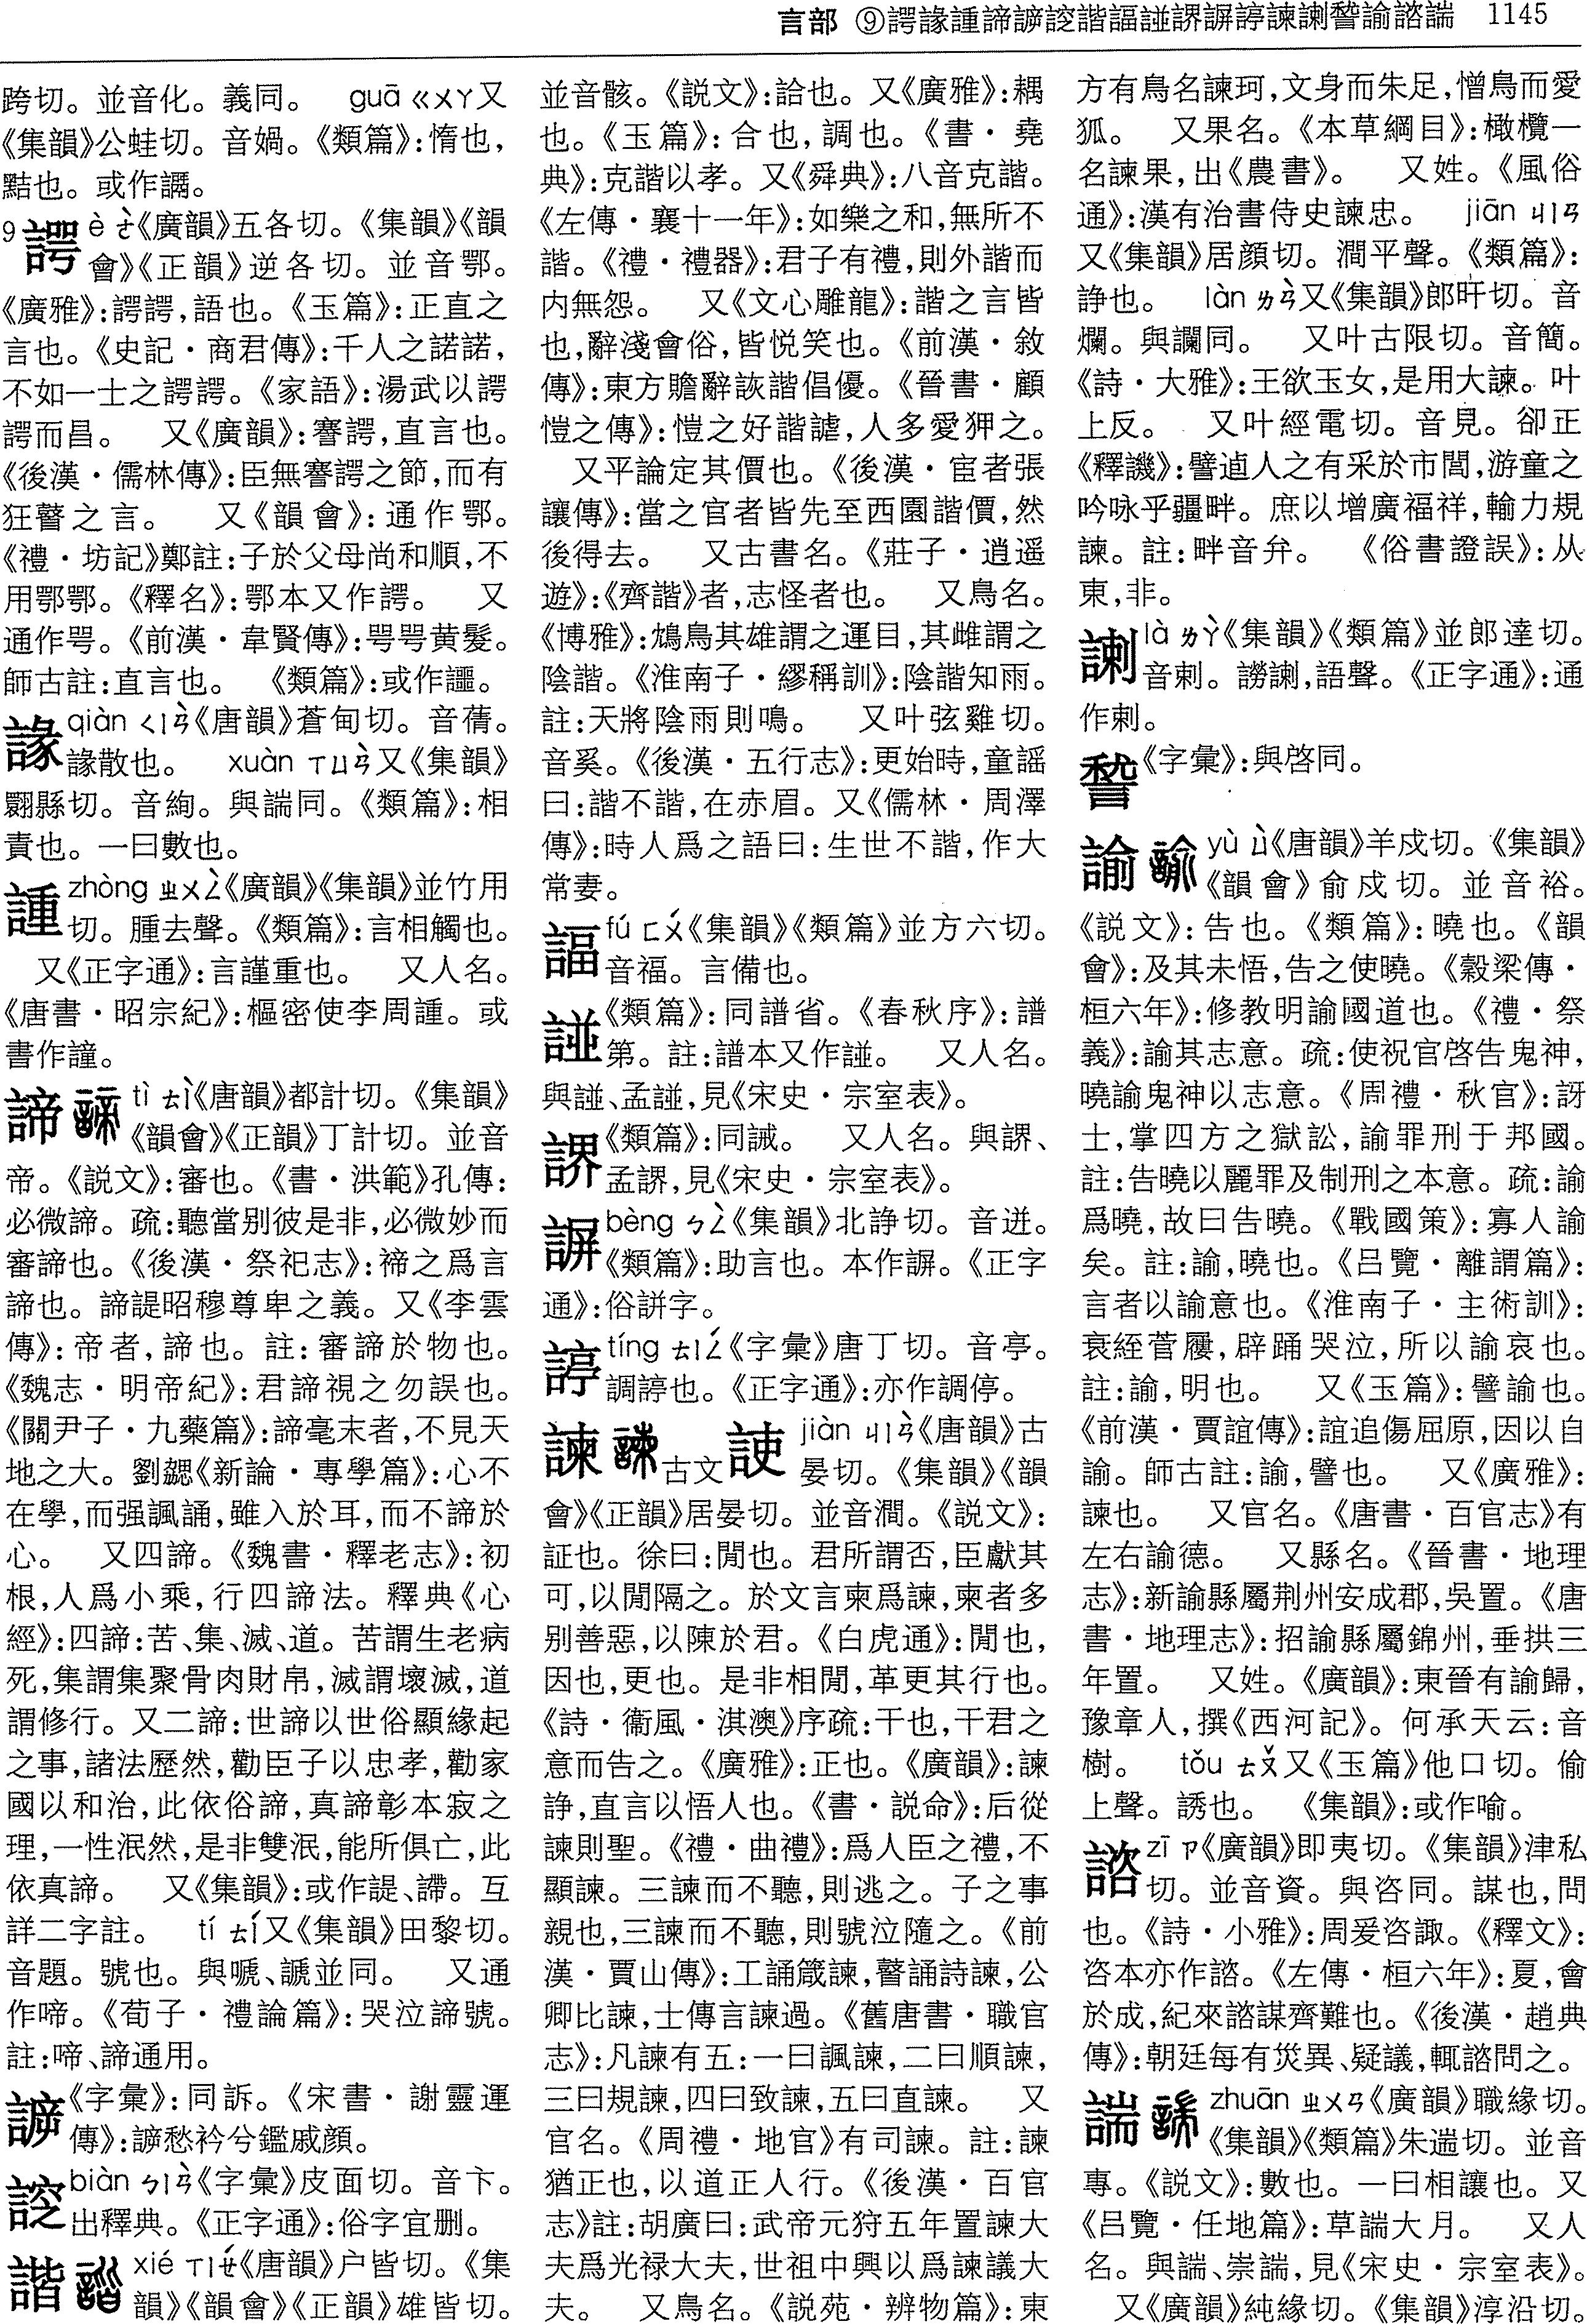 言部 ⑨諤諑諥諦諺諻諧諨諩諽諿諪諫誎諭諮諯 1145
跨切。並音化。義同。 guā ㄍㄨㄚ又
《集韻》公蛙切。音媧。《類篇》:惰也,
黠也。或作譌。
9諤è ㄜˋ《廣韻》五各切。《集韻》《韻
會》《正韻》逆各切。並音鄂。
《廣雅》:諤諤,語也。《玉篇》:正直之
言也。《史記·商君傳》:千人之諾諾,
不如一士之諤諤。《家語》:湯武以諤
諤而昌。 又《廣韻》:謇諤,直言也。
《後漢·儒林傳》:臣無謇諤之節,而有
狂瞽之言。 又《韻會》:通作鄂。
《禮·坊記》鄭註:子於父母尚和順,不
用鄂鄂。《釋名》:鄂本又作諤。 又
通作咢。《前漢·韋賢傳》:咢咢黃髮。
師古註:直言也。 《類篇》:或作讍。
qiàn ㄑㄧㄢˋ《唐韻》蒼甸切。音蒨。
散也。 xuàn ㄒㄩㄢˋ又《集韻》
翾縣切。音絢。與諯同。《類篇》:相
責也。一曰數也。
諥zhòng ㄓㄨㄥˋ《廣韻》《集韻》並竹用
切。腫去聲。《類篇》:言相觸也。
又《正字通》:言謹重也。 又人名。
《唐書·昭宗紀》:樞密使李周諥。或
書作諥。
諦 tì ㄊㄧˋ《唐韻》都計切。《集韻》
《韻會》《正韻》丁計切。並音
帝。《説文》:審也。《書·洪範》孔傳:
必微諦。疏:聽當别彼是非,必微妙而
審諦也。《後漢·祭祀志》:禘之爲言
諦也。諦諟昭穆尊卑之義。又《李雲
傳》:帝者,諦也。註:審諦於物也。
《魏志·明帝紀》:君諦視之勿誤也。
《關尹子·九藥篇》:諦毫末者,不見天
地之大。劉勰《新論·專學篇》:心不
在學,而强諷誦,雖入於耳,而不諦於
心。 又四諦。《魏書·釋老志》:初
根,人爲小乘,行四諦法。釋典《心
經》:四諦:苦、集、滅、道。苦謂生老病
死,集謂集聚骨肉財帛,滅謂壞滅,道
謂修行。又二諦:世諦以世俗顯緣起
之事,諸法歷然,勸臣子以忠孝,勸家
國以和治,此依俗諦,真諦彰本寂之
理,一性泯然,是非雙泯,能所俱亡,此
依真諦。 又《集韻》:或作諟、䜠。互
詳二字註。 tí ㄊㄧˊ又《集韻》田黎切。
音題。號也。與嗁、謕並同。 又通
作啼。《荀子·禮論篇》:哭泣諦號。
註:啼、諦通用。
《字彙》:同訴。《宋書·謝靈運
傳》:愁衿兮鑑戚顔。
biàn ㄅㄧㄢˋ《字彙》皮面切。音卞。
出釋典。《正字通》:俗字宜删。
諧 xié ㄒㄧㄝˊ《唐韻》户皆切。《集
韻》《韻會》《正韻》雄皆切。
並音骸。《説文》:詥也。又《廣雅》:耦
也。《玉篇》:合也,調也。《書·堯
典》:克諧以孝。又《舜典》:八音克諧。
《左傳·襄十一年》:如樂之和,無所不
諧。《禮·禮器》:君子有禮,則外諧而
内無怨。 又《文心雕龍》:諧之言皆
也,辭淺會俗,皆悦笑也。《前漢·敘
傳》:東方贍辭詼諧倡優。《晉書·顧
愷之傳》:愷之好諧謔,人多愛狎之。
又平論定其價也。《後漢·宦者張
讓傳》:當之官者皆先至西園諧價,然
後得去。 又古書名。《莊子·逍遥
遊》:《齊諧》者,志怪者也。 又鳥名。
《博雅》:鴆鳥其雄謂之運目,其雌謂之
陰諧。《淮南子·繆稱訓》:陰諧知雨。
註:天將陰雨則鳴。 又叶弦雞切。
音奚。《後漢·五行志》:更始時,童謡
曰:諧不諧,在赤眉。又《儒林·周澤
傳》:時人爲之語曰:生世不諧,作大
常妻。
諨fú ㄈㄨˊ《集韻》《類篇》並方六切。
音福。言備也。
諩《類篇》:同譜省。《春秋序》:譜
第。註:譜本又作諩。 又人名。
與諩、孟諩,見《宋史·宗室表》。
䛺《類篇》:同誡。 又人名。與䛺、
孟䛺,見《宋史·宗室表》。
bèng ㄅㄥˋ《集韻》北諍切。音迸。
《類篇》:助言也。本作。《正字
通》:俗誁字。
諪tíng ㄊㄧㄥˊ《字彙》唐丁切。音亭。
調諪也。《正字通》:亦作調停。
諫 古文 jiàn ㄐㄧㄢˋ《唐韻》古
晏切。《集韻》《韻
會》《正韻》居晏切。並音澗。《説文》:
証也。徐曰:閒也。君所謂否,臣獻其
可,以閒隔之。於文言柬爲諫,柬者多
别善惡,以陳於君。《白虎通》:閒也,
因也,更也。是非相閒,革更其行也。
《詩·衞風·淇澳》序疏:干也,干君之
意而告之。《廣雅》:正也。《廣韻》:諫
諍,直言以悟人也。《書·説命》:后從
諫則聖。《禮·曲禮》:爲人臣之禮,不
顯諫。三諫而不聽,則逃之。子之事
親也,三諫而不聽,則號泣隨之。《前
漢·賈山傳》:工誦箴諫,瞽誦詩諫,公
卿比諫,士傳言諫過。《舊唐書·職官
志》:凡諫有五:一曰諷諫,二曰順諫,
三曰規諫,四曰致諫,五曰直諫。 又
官名。《周禮·地官》有司諫。註:諫
猶正也,以道正人行。《後漢·百官
志》註:胡廣曰:武帝元狩五年置諫大
夫爲光禄大夫,世祖中興以爲諫議大
夫。 又鳥名。《説苑·辨物篇》:東
方有鳥名諫珂,文身而朱足,憎鳥而愛
狐。 又果名。《本草綱目》:橄欖一
名諫果,出《農書》。 又姓。《風俗
通》:漢有治書侍史諫忠。 jiān ㄐㄧㄢ
又《集韻》居顔切。澗平聲。《類篇》:
諍也。 làn ㄌㄢˋ又《集韻》郎旰切。音
爛。與讕同。 又叶古限切。音簡。
《詩·大雅》:王欲玉女,是用大諫。叶
上反。 又叶經電切。音見。卻正
《釋譏》:譬遒人之有采於市閭,游童之
吟咏乎疆畔。庶以增廣福祥,輸力規
諫。註:畔音弁。 《俗書證誤》:从
東,非。
là ㄌㄚˋ《集韻》《類篇》並郎達切。
音剌。,語聲。《正字通》:通
作剌。
《字彙》:與啓同。
諭 yù ㄩˋ《唐韻》羊戍切。《集韻》
《韻會》俞戍切。並音裕。
《説文》:告也。《類篇》:曉也。《韻
會》:及其未悟,告之使曉。《穀梁傳·
桓六年》:修教明諭國道也。《禮·祭
義》:諭其志意。疏:使祝官啓告鬼神,
曉諭鬼神以志意。《周禮·秋官》:訝
士,掌四方之獄訟,諭罪刑于邦國。
註:告曉以麗罪及制刑之本意。疏:諭
爲曉,故曰告曉。《戰國策》:寡人諭
矣。註:諭,曉也。《吕覽·離謂篇》:
言者以諭意也。《淮南子·主術訓》:
衰絰菅屨,辟踊哭泣,所以諭哀也。
註:諭,明也。 又《玉篇》:譬諭也。
《前漢·賈誼傳》:誼追傷屈原,因以自
諭。師古註:諭,譬也。 又《廣雅》:
諫也。 又官名。《唐書·百官志》有
左右諭德。 又縣名。《晉書·地理
志》:新諭縣屬荆州安成郡,吳置。《唐
書·地理志》:招諭縣屬錦州,垂拱三
年置。 又姓。《廣韻》:東晉有諭歸,
豫章人,撰《西河記》。何承天云:音
樹。 tǒu ㄊㄡˇ又《玉篇》他口切。偷
上聲。誘也。 《集韻》:或作喻。
諮zī ㄗ《廣韻》即夷切。《集韻》津私
切。並音資。與咨同。謀也,問
也。《詩·小雅》:周爰咨諏。《釋文》:
咨本亦作諮。《左傳·桓六年》:夏,會
於成,紀來諮謀齊難也。《後漢·趙典
傳》:朝廷每有災異、疑議,輒諮問之。
諯 zhuān ㄓㄨㄢ《廣韻》職緣切。
《集韻》《類篇》朱遄切。並音
專。《説文》:數也。一曰相讓也。又
《吕覽·任地篇》:草諯大月。 又人
名。與諯、崇諯,見《宋史·宗室表》。
又《廣韻》純緣切。《集韻》淳沿切。